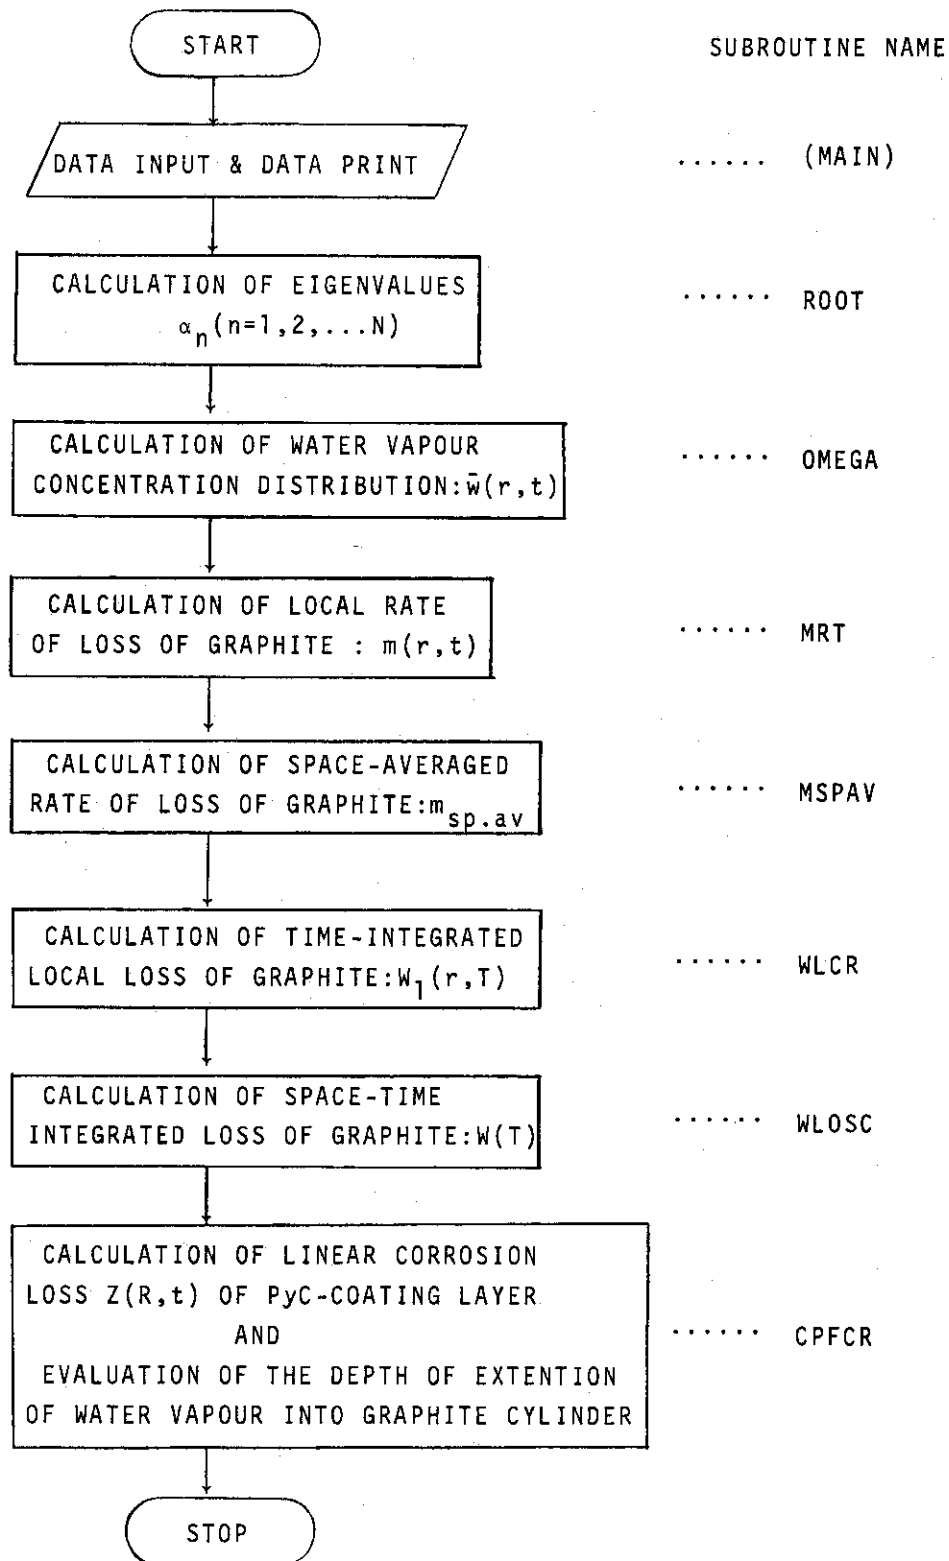 START
SUBROUTINE NAME
DATA INPUT & DATA PRINT
...... (MAIN)
CALCULATION OF EIGENVALUES
αn(n=1,2,...N)
...... ROOT
CALCULATION OF WATER VAPOUR
CONCENTRATION DISTRIBUTION:w̄(r,t)
...... OMEGA
CALCULATION OF LOCAL RATE
OF LOSS OF GRAPHITE : m(r,t)
...... MRT
CALCULATION OF SPACE-AVERAGED
RATE OF LOSS OF GRAPHITE:msp.av
...... MSPAV
CALCULATION OF TIME-INTEGRATED
LOCAL LOSS OF GRAPHITE:W1(r,T)
...... WLCR
CALCULATION OF SPACE-TIME
INTEGRATED LOSS OF GRAPHITE:W(T)
...... WLOSC
CALCULATION OF LINEAR CORROSION
LOSS Z(R,t) OF PyC-COATING LAYER
AND
EVALUATION OF THE DEPTH OF EXTENTION
OF WATER VAPOUR INTO GRAPHITE CYLINDER
...... CPFCR
STOP